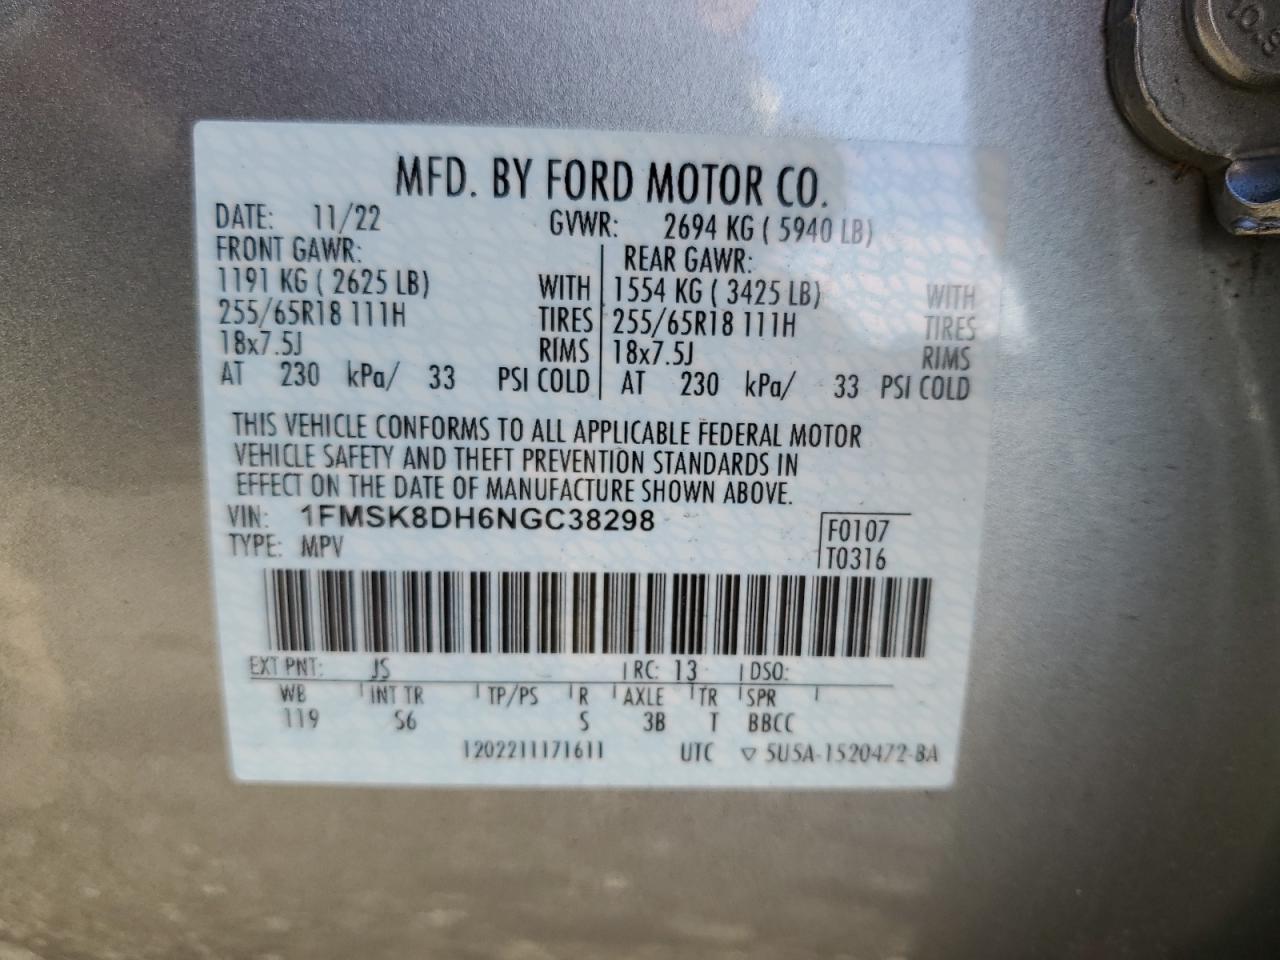 MFD. BY FORD MOTOR CO.
DATE: 11/22 GVWR: 2694 KG ( 5940 LB)
FRONT GAWR: REAR GAWR:
1191 KG ( 2625 LB) WITH 1554 KG ( 3425 LB) WITH
255/65R18 111H TIRES 255/65R18 111H TIRES
18x7.5J RIMS 18x7.5J RIMS
AT 230 kPa/ 33 PSI COLD AT 230 kPa/ 33 PSI COLD
THIS VEHICLE CONFORMS TO ALL APPLICABLE FEDERAL MOTOR
VEHICLE SAFETY AND THEFT PREVENTION STANDARDS IN
EFFECT ON THE DATE OF MANUFACTURE SHOWN ABOVE.
VIN: 1FMSK8DH6NGC38298
F0107
TYPE: MPV
T0316
EXT PNT: JS RC: 13 DSO:
WB INT TR TP/PS R AXLE TR SPR
119 S6 S 3B T BBCC
1202211171611 UTC ▽ 5U5A-1520472-BA
10.9